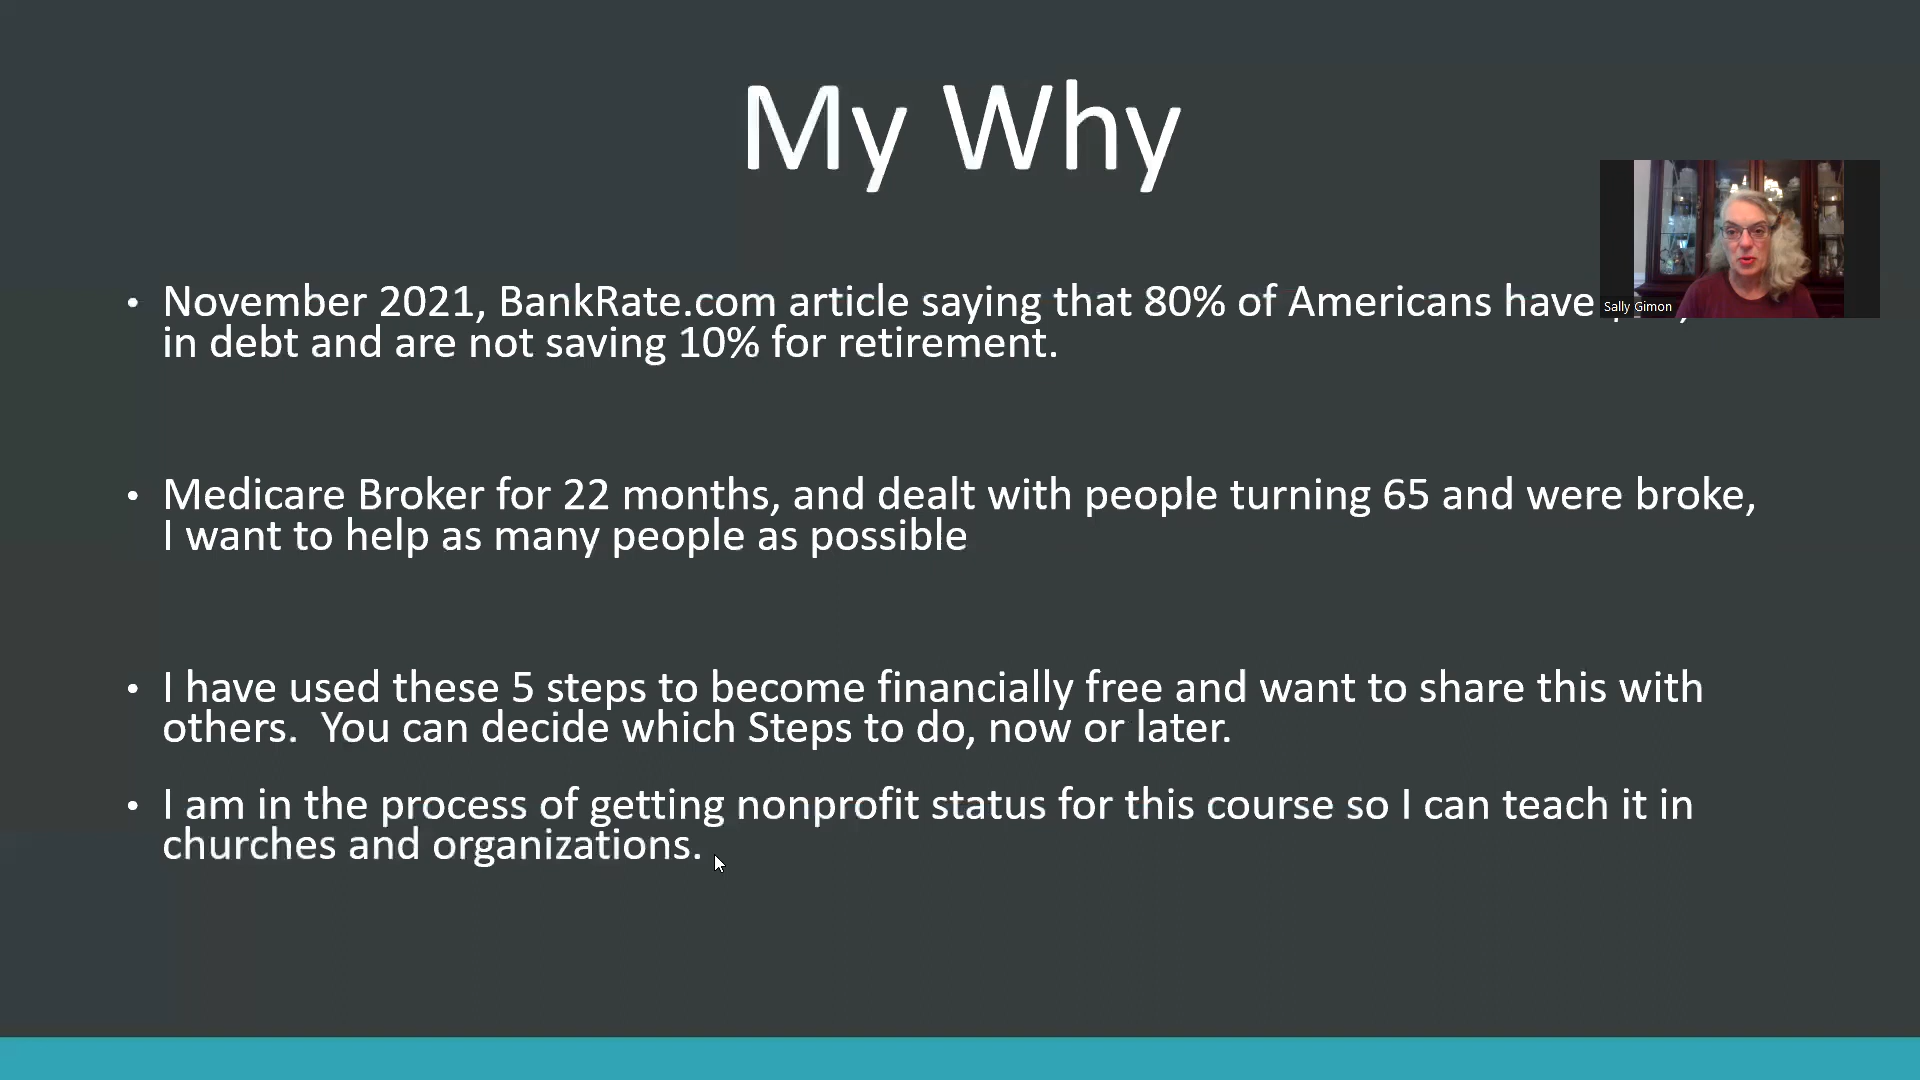 My Why
• November 2021, BankRate.com article saying that 80% of Americans have
in debt and are not saving 10% for retirement.
• Medicare Broker for 22 months, and dealt with people turning 65 and were broke,
I want to help as many people as possible
• I have used these 5 steps to become financially free and want to share this with
others.  You can decide which Steps to do, now or later.
• I am in the process of getting nonprofit status for this course so I can teach it in
churches and organizations.
Sally Gimon